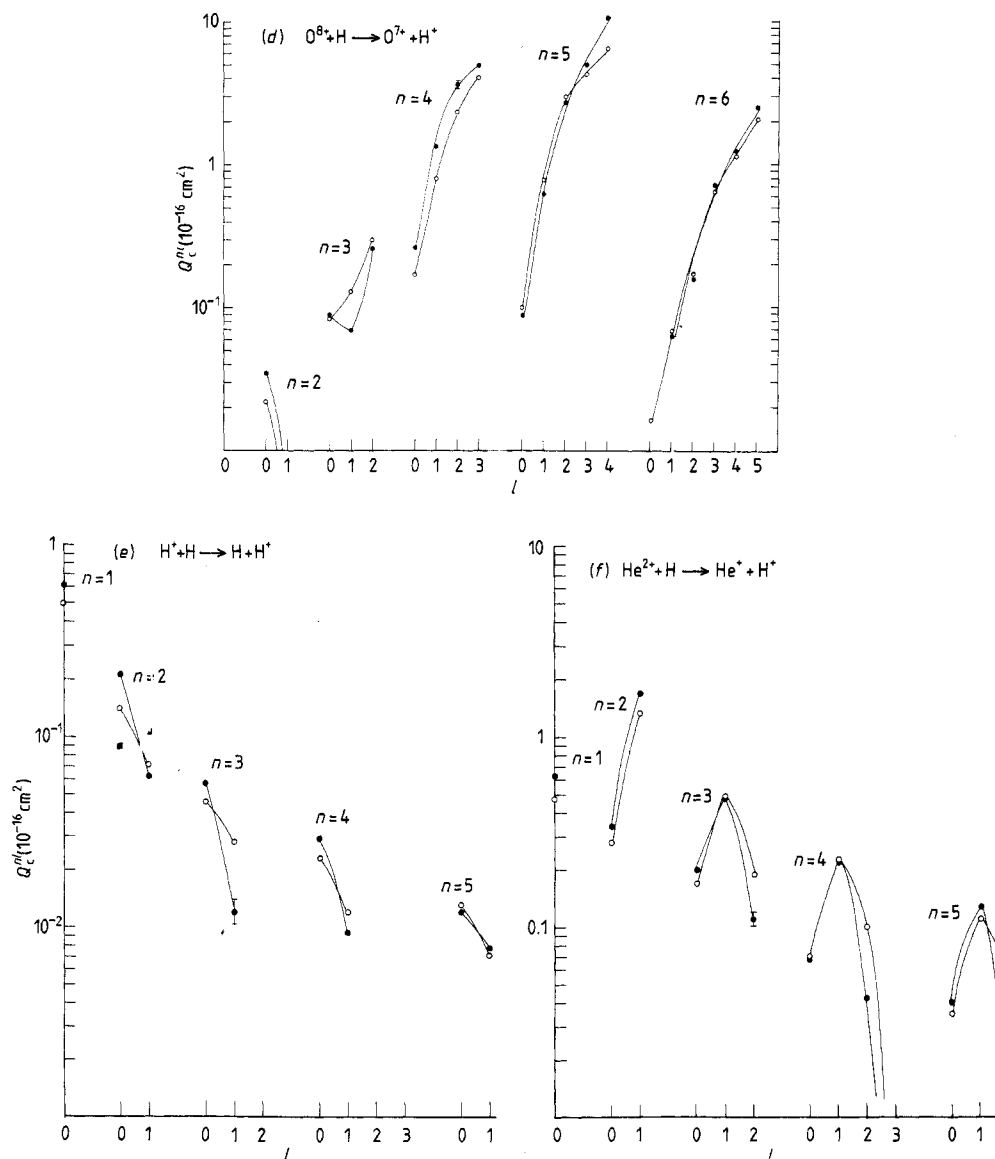 10
(d) O⁸⁺+H ⟶ O⁷⁺+H⁺
n=5
n=4
n=6
1
Q_c^{nl}(10⁻¹⁶ cm²)
n=3
10⁻¹
n=2
0 0 1 0 1 2 0 1 2 3 0 1 2 3 4 0 1 2 3 4 5
l
1
(e) H⁺+H ⟶ H+H⁺
n=1
n=2
10⁻¹
n=3
n=4
Q_c^{nl}(10⁻¹⁶ cm²)
n=5
10⁻²
0 0 1 0 1 0 1 2 3 0 1
l
10
(f) He²⁺+H ⟶ He⁺+H⁺
n=2
1
n=1
n=3
n=4
n=5
0.1
0 0 1 0 1 2 0 1 2 3 0 1
l